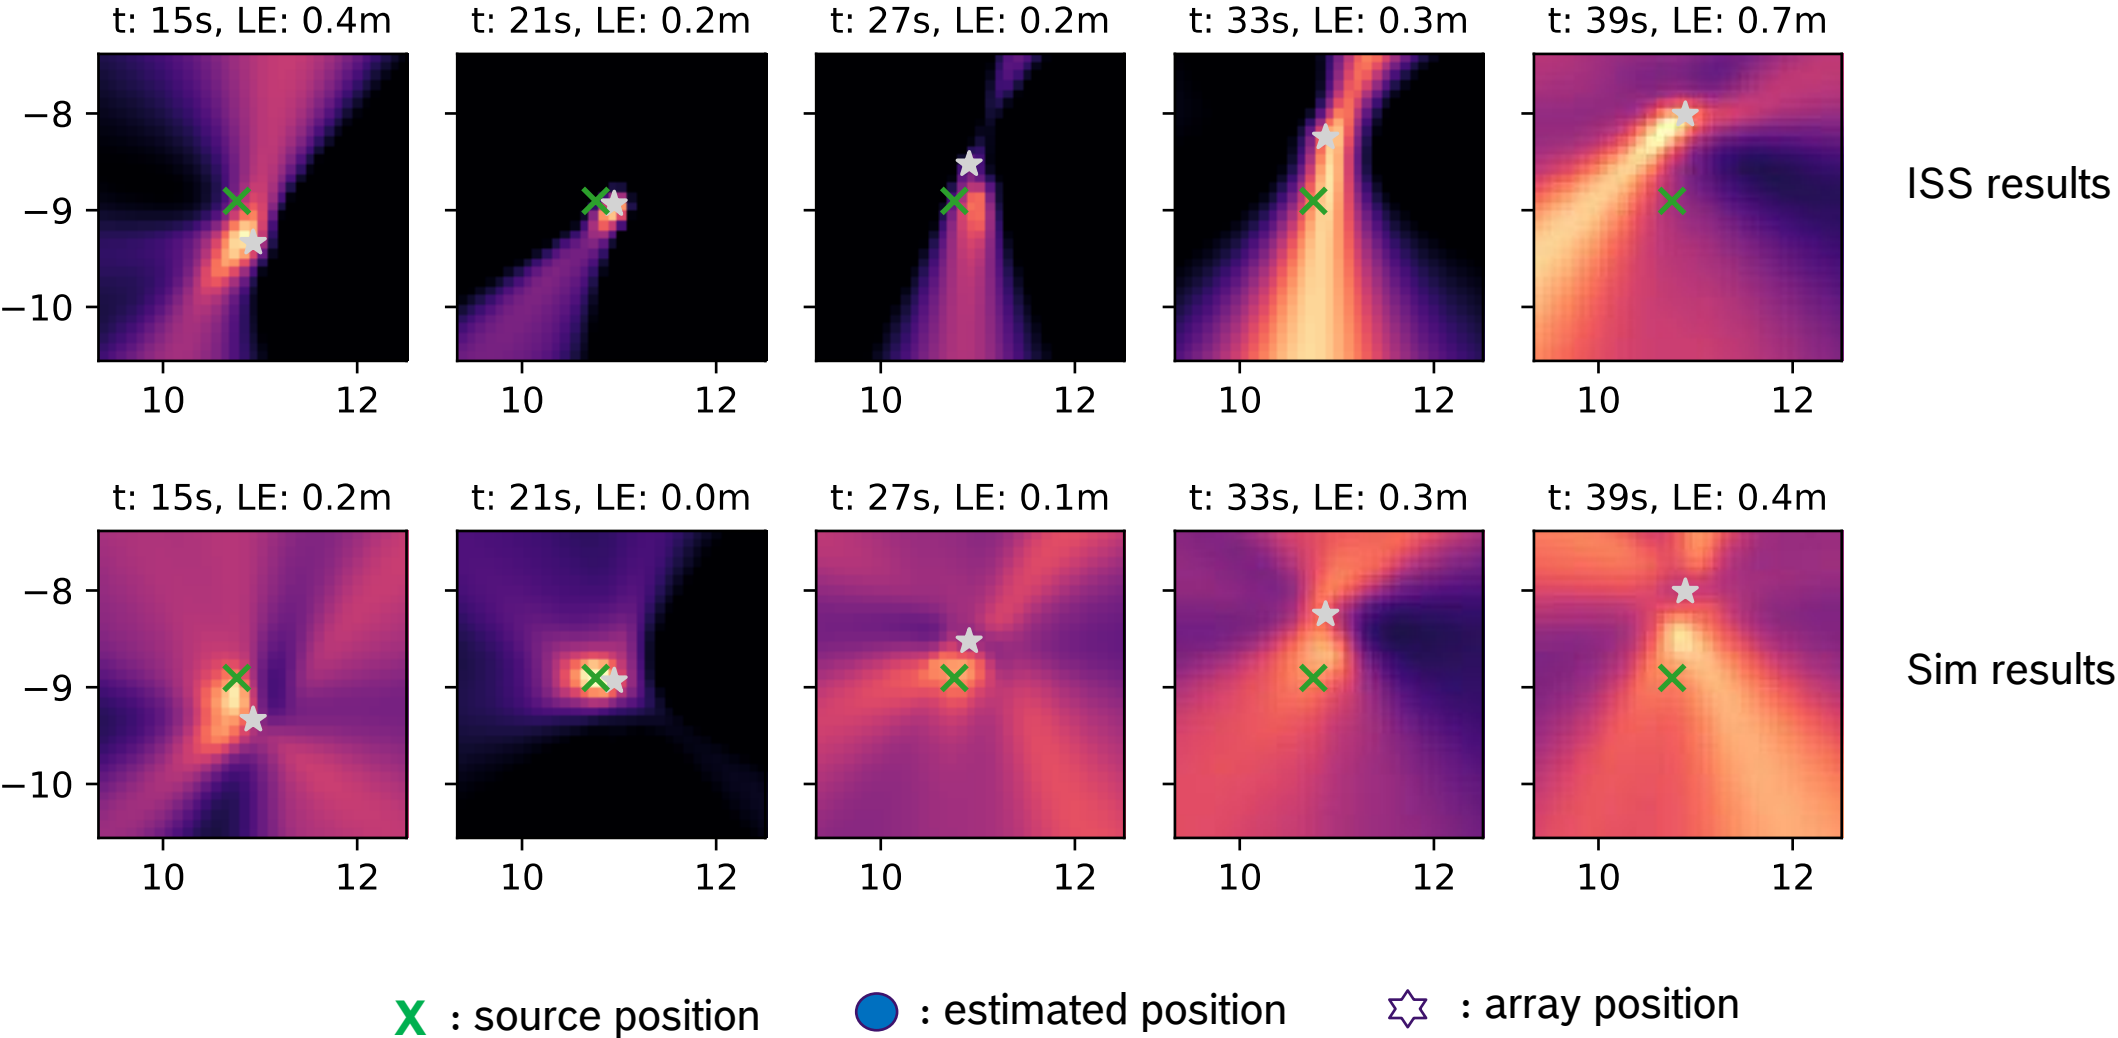 t: 15s, LE: 0.4m t: 21s, LE: 0.2m t: 27s, LE: 0.2m t: 33s, LE: 0.3m t: 39s, LE: 0.7m
−8
−9
−10
ISS results
10 12 10 12 10 12 10 12 10 12
t: 15s, LE: 0.2m t: 21s, LE: 0.0m t: 27s, LE: 0.1m t: 33s, LE: 0.3m t: 39s, LE: 0.4m
−8
−9
−10
Sim results
10 12 10 12 10 12 10 12 10 12
X : source position : estimated position : array position